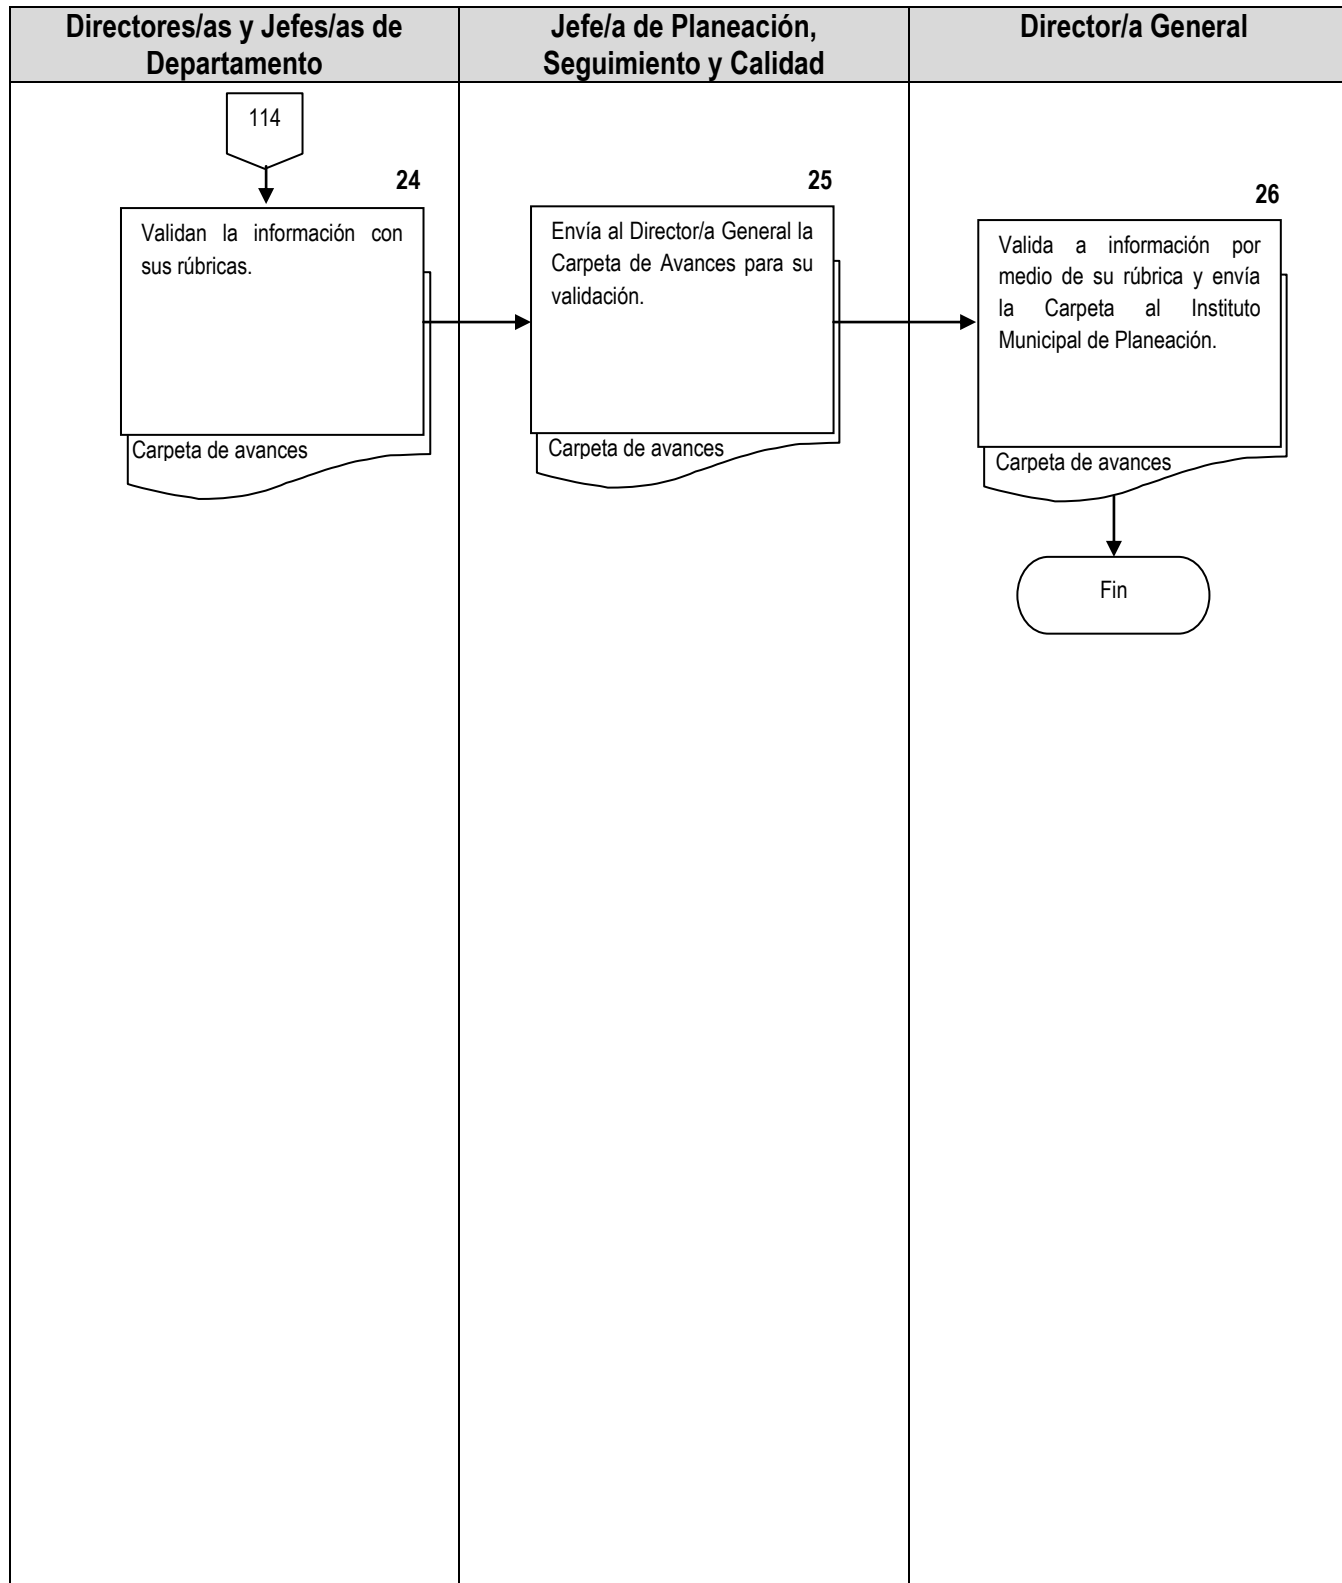 Directores/as y Jefes/as de
Departamento
Jefe/a de Planeación,
Seguimiento y Calidad
Director/a General
114
24
Validan la información con
sus rúbricas.
Carpeta de avances
25
Envía al Director/a General la
Carpeta de Avances para su
validación.
Carpeta de avances
26
Valida a información por
medio de su rúbrica y envía
la Carpeta al Instituto
Municipal de Planeación.
Carpeta de avances
Fin